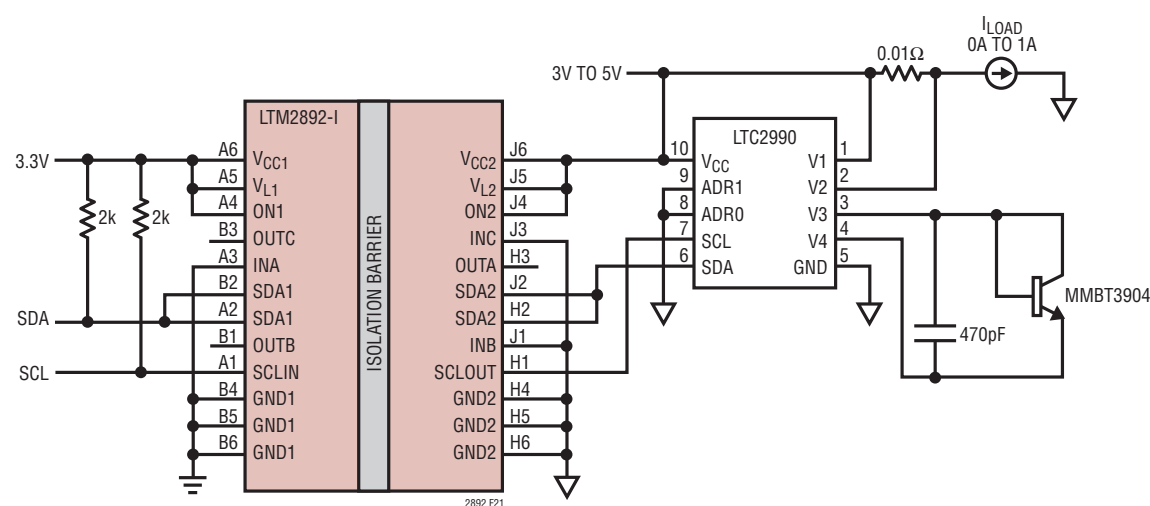 I_LOAD
0A TO 1A
0.01Ω
3V TO 5V
LTM2892-I
LTC2990
3.3V
2k
2k
SDA
SCL
A6 V_CC1
A5 V_L1
A4 ON1
B3 OUTC
A3 INA
B2 SDA1
A2 SDA1
B1 OUTB
A1 SCLIN
B4 GND1
B5 GND1
B6 GND1
ISOLATION BARRIER
V_CC2 J6
V_L2 J5
ON2 J4
INC J3
OUTA H3
SDA2 J2
SDA2 H2
INB J1
SCLOUT H1
GND2 H4
GND2 H5
GND2 H6
10 V_CC
9 ADR1
8 ADR0
7 SCL
6 SDA
V1 1
V2 2
V3 3
V4 4
GND 5
MMBT3904
470pF
2892 F21